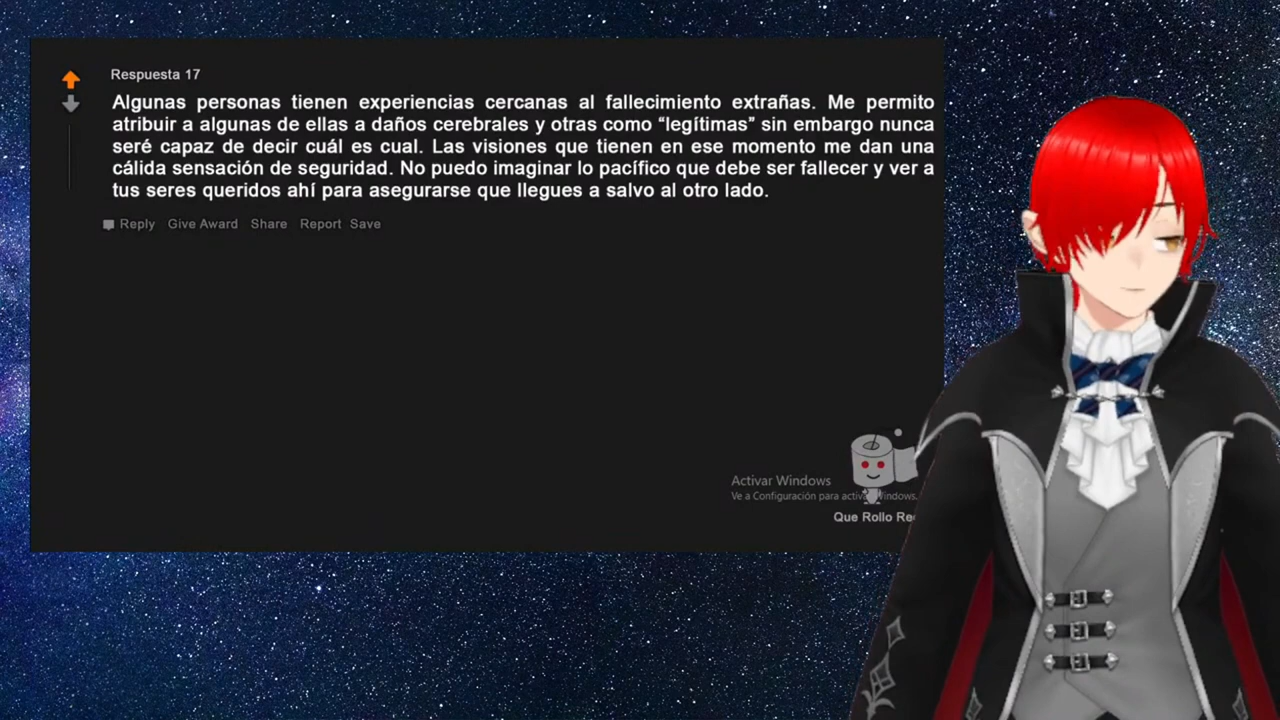 Respuesta 17
Algunas personas tienen experiencias cercanas al fallecimiento extrañas. Me permito
atribuir a algunas de ellas a daños cerebrales y otras como “legítimas” sin embargo nunca
seré capaz de decir cuál es cual. Las visiones que tienen en ese momento me dan una
cálida sensación de seguridad. No puedo imaginar lo pacífico que debe ser fallecer y ver a
tus seres queridos ahí para asegurarse que llegues a salvo al otro lado.
Reply Give Award Share Report Save
Activar Windows
Ve a Configuración para activar Windows.
Que Rollo